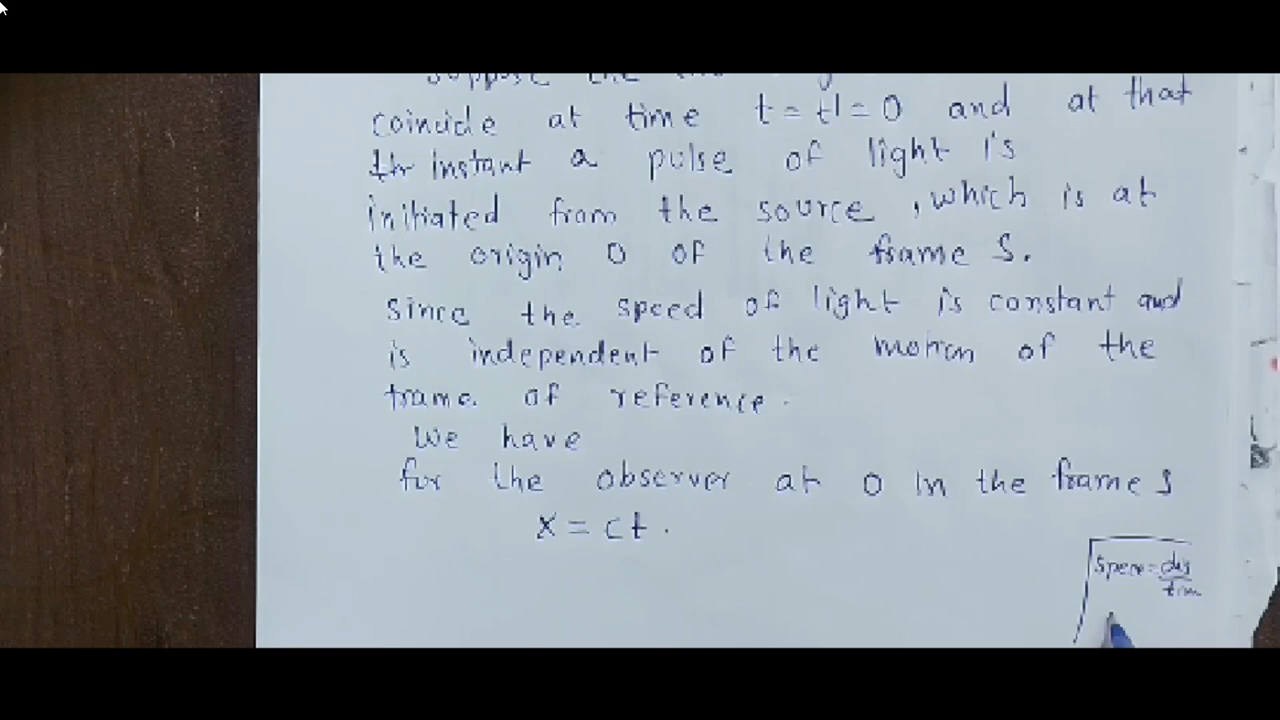 suppose the
coincide at time t = t' = 0 and at that
instant a pulse of light is
initiated from the source , which is at
the origin O of the frame S.
since the speed of light is constant and
is independent of the motion of the
frame of reference.
We have
for the observer at O in the frame S
x = ct .
speed = dis
tim